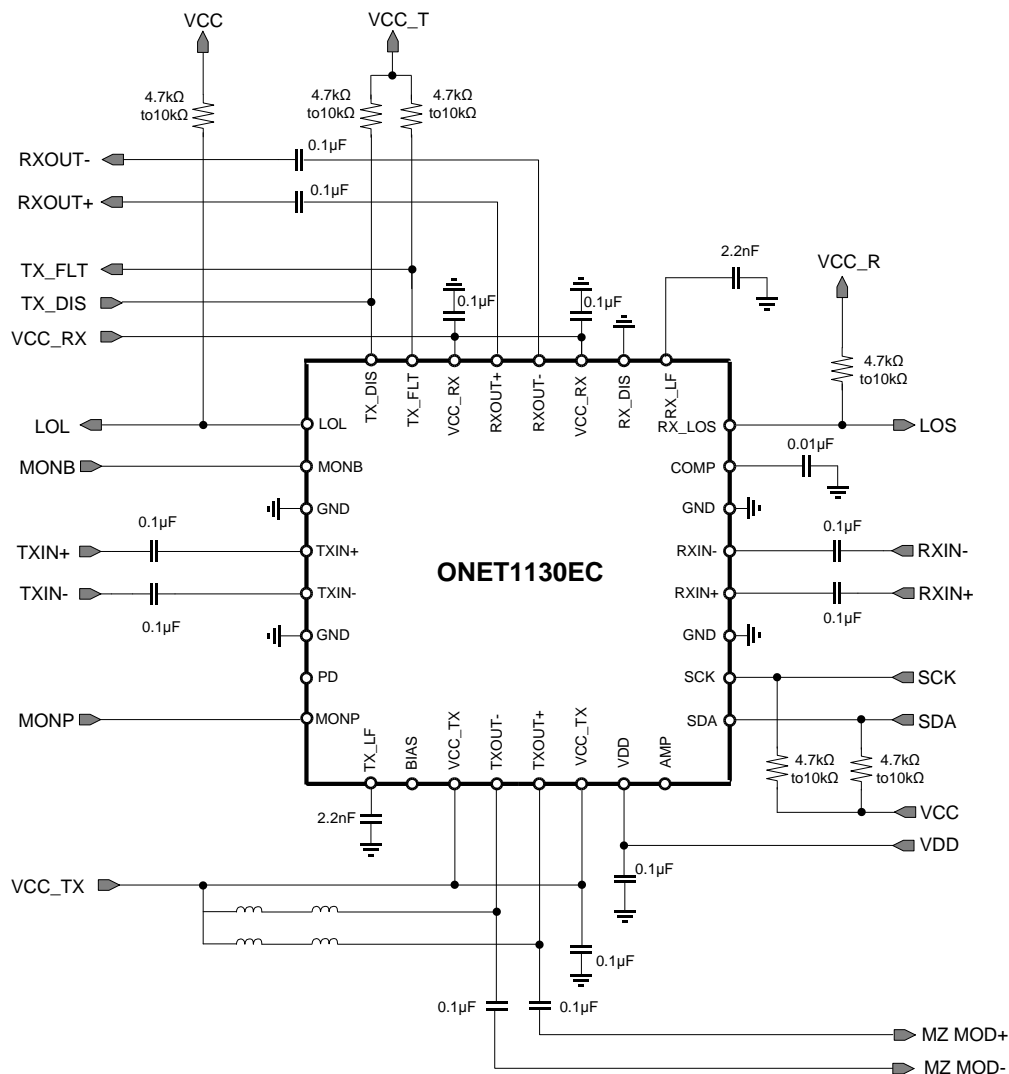 VCC
VCC_T
4.7kΩ
to10kΩ
4.7kΩ
to10kΩ
4.7kΩ
to10kΩ
0.1µF
RXOUT-
0.1µF
RXOUT+
2.2nF
VCC_R
TX_FLT
TX_DIS
0.1µF
0.1µF
VCC_RX
4.7kΩ
to10kΩ
TX_DIS
TX_FLT
VCC_RX
RXOUT+
RXOUT-
VCC_RX
RX_DIS
RX_LF
LOL
LOL
RX_LOS
LOS
MONB
MONB
COMP
0.01µF
GND
GND
0.1µF
0.1µF
TXIN+
TXIN+
RXIN-
RXIN-
ONET1130EC
TXIN-
TXIN-
RXIN+
RXIN+
0.1µF
0.1µF
GND
GND
PD
SCK
SCK
MONP
MONP
SDA
SDA
TX_LF
BIAS
VCC_TX
TXOUT-
TXOUT+
VCC_TX
VDD
AMP
4.7kΩ
to10kΩ
4.7kΩ
to10kΩ
2.2nF
VCC
VDD
0.1µF
VCC_TX
0.1µF
0.1µF
0.1µF
MZ MOD+
MZ MOD-